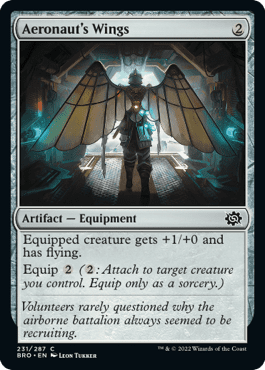 Aeronaut's Wings 2
Artifact — Equipment
Equipped creature gets +1/+0 and
has flying.
Equip 2 (2: Attach to target creature
you control. Equip only as a sorcery.)
Volunteers rarely questioned why the
airborne battalion always seemed to be
recruiting.
231/287 C
BRO • EN Leon Tukker
™ & © 2022 Wizards of the Coast